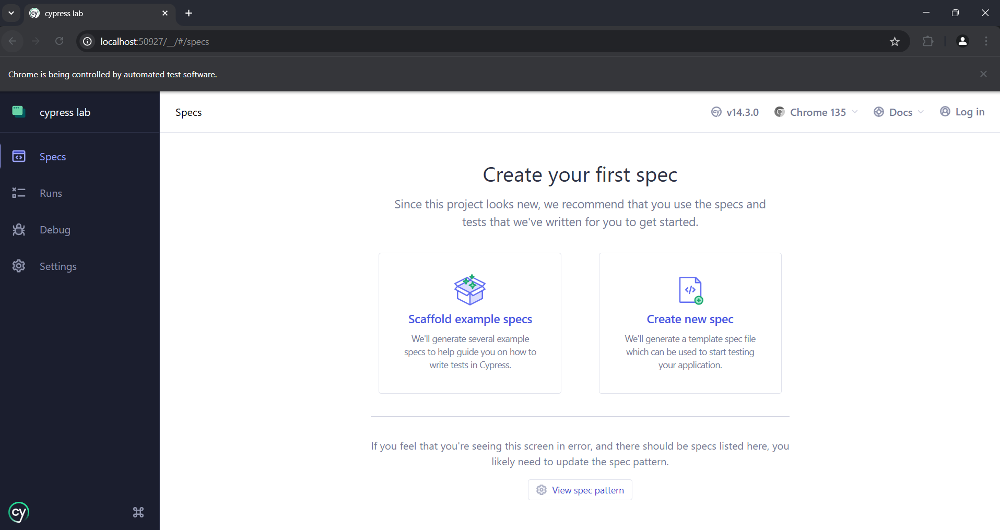 cypress lab
localhost:50927/__/#/specs
Chrome is being controlled by automated test software.
cypress lab
Specs
Runs
Debug
Settings
cy
Specs
cy v14.3.0
Chrome 135
Docs
Log in
Create your first spec
Since this project looks new, we recommend that you use the specs and
tests that we've written for you to get started.
Scaffold example specs
We'll generate several example
specs to help guide you on how to
write tests in Cypress.
Create new spec
We'll generate a template spec file
which can be used to start testing
your application.
If you feel that you're seeing this screen in error, and there should be specs listed here, you
likely need to update the spec pattern.
View spec pattern